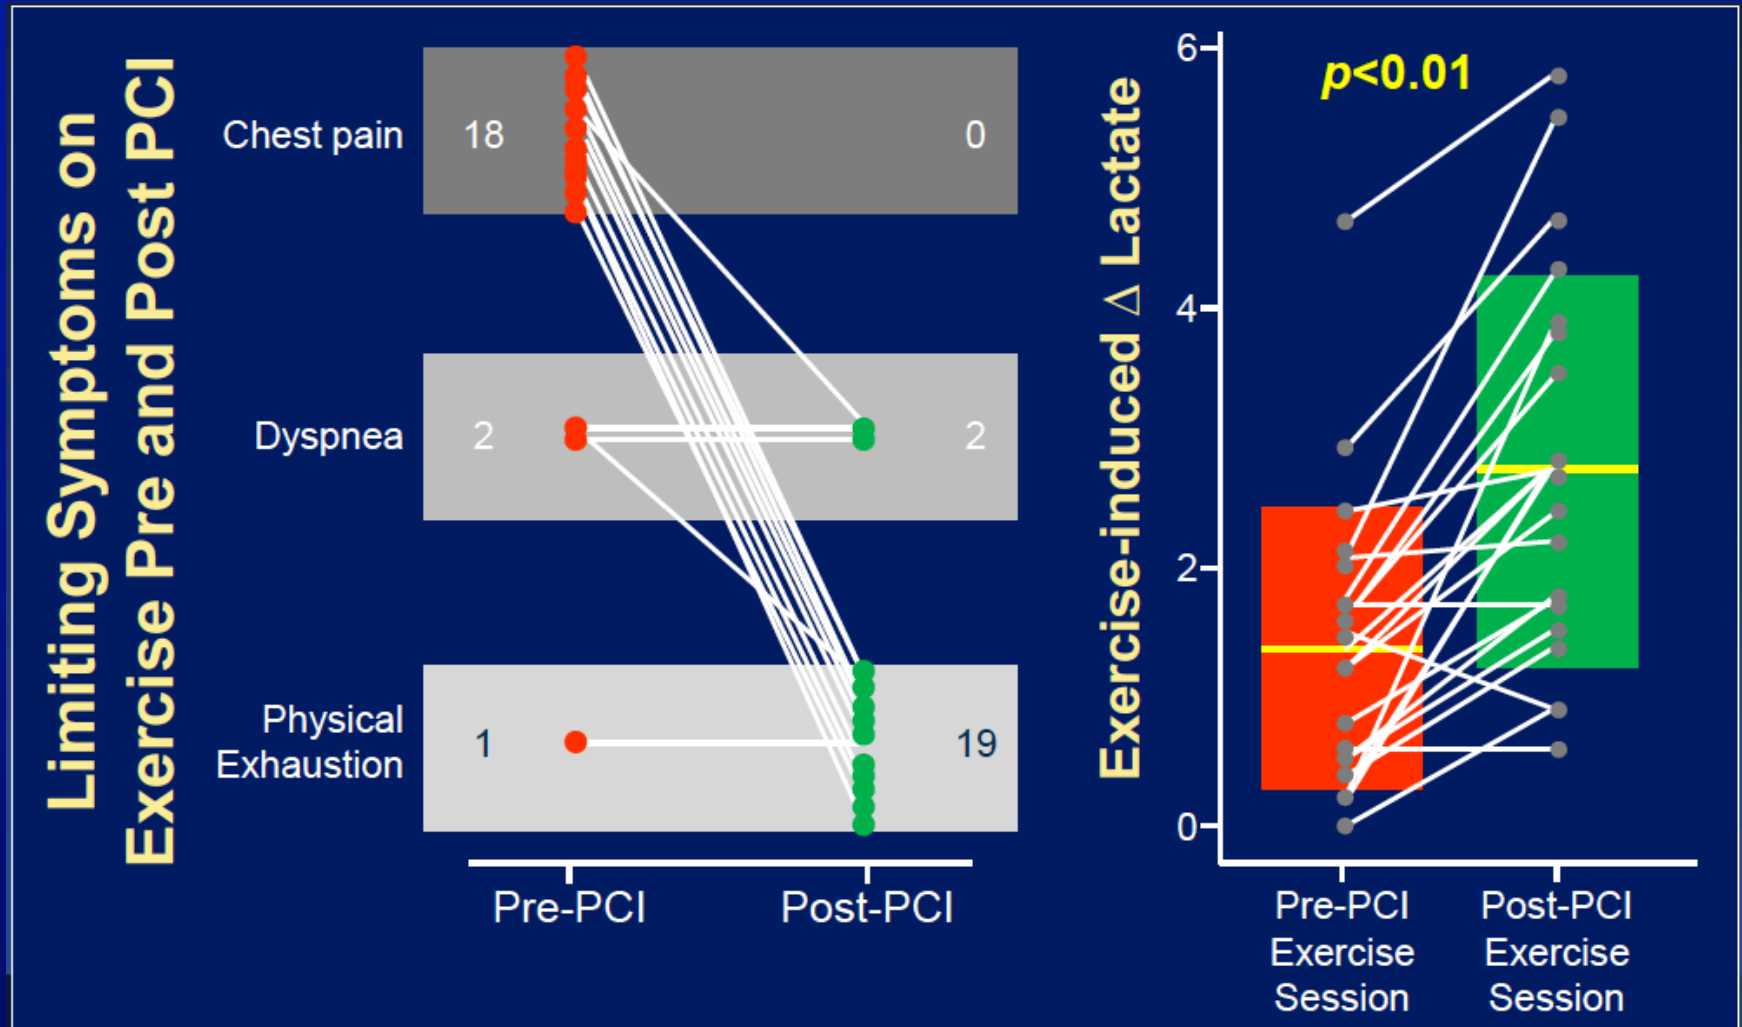 Limiting Symptoms on
Exercise Pre and Post PCI
Chest pain
18
0
Dyspnea
2
2
Physical
Exhaustion
1
19
Pre-PCI
Post-PCI
Exercise-induced △ Lactate
p<0.01
6
4
2
0
Pre-PCI
Exercise
Session
Post-PCI
Exercise
Session